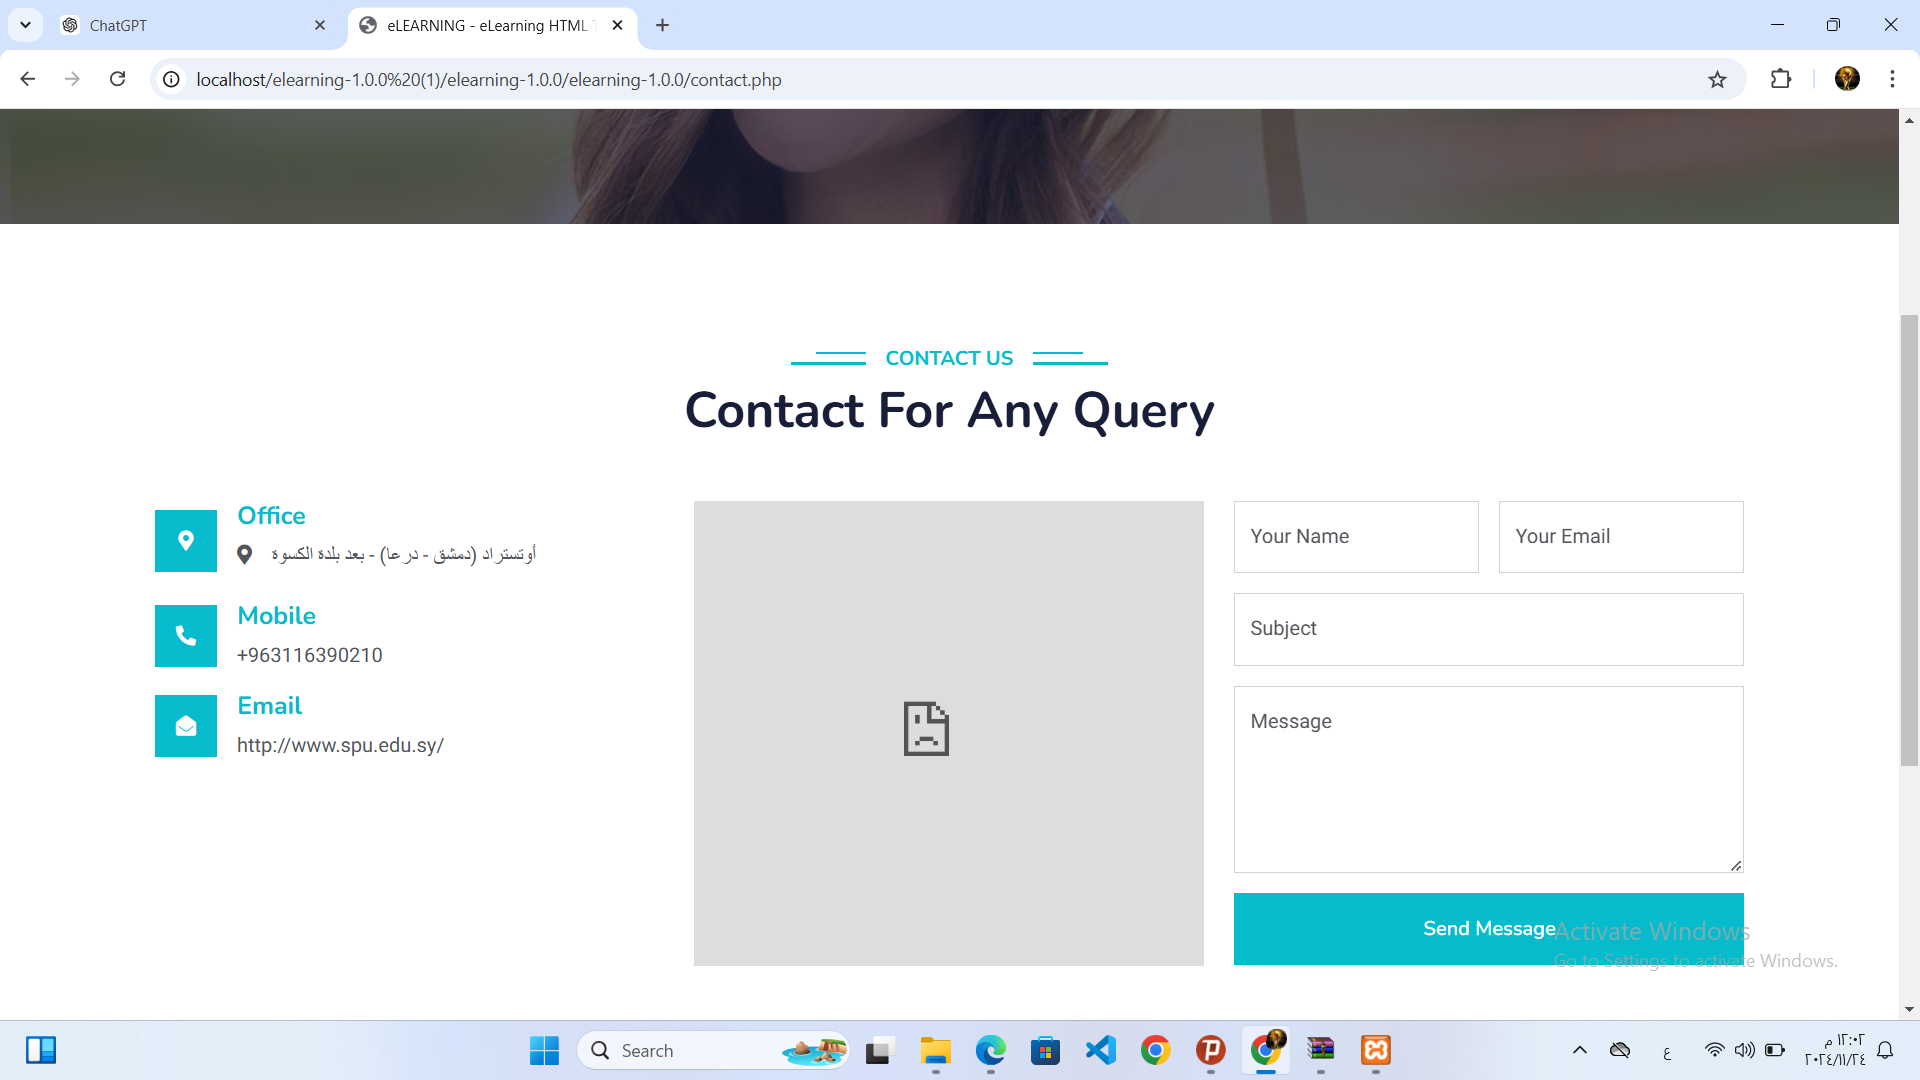 ChatGPT
eLEARNING - eLearning HTML T
localhost/elearning-1.0.0%20(1)/elearning-1.0.0/elearning-1.0.0/contact.php
CONTACT US
Contact For Any Query
Office
أوتستراد (دمشق - درعا) - بعد بلدة الكسوة
Mobile
+963116390210
Email
http://www.spu.edu.sy/
Your Name
Your Email
Subject
Message
Send Message
Activate Windows
Go to Settings to activate Windows.
Search
ع
١٢:٠٢ م
٢٠٢٤/١١/٢٤